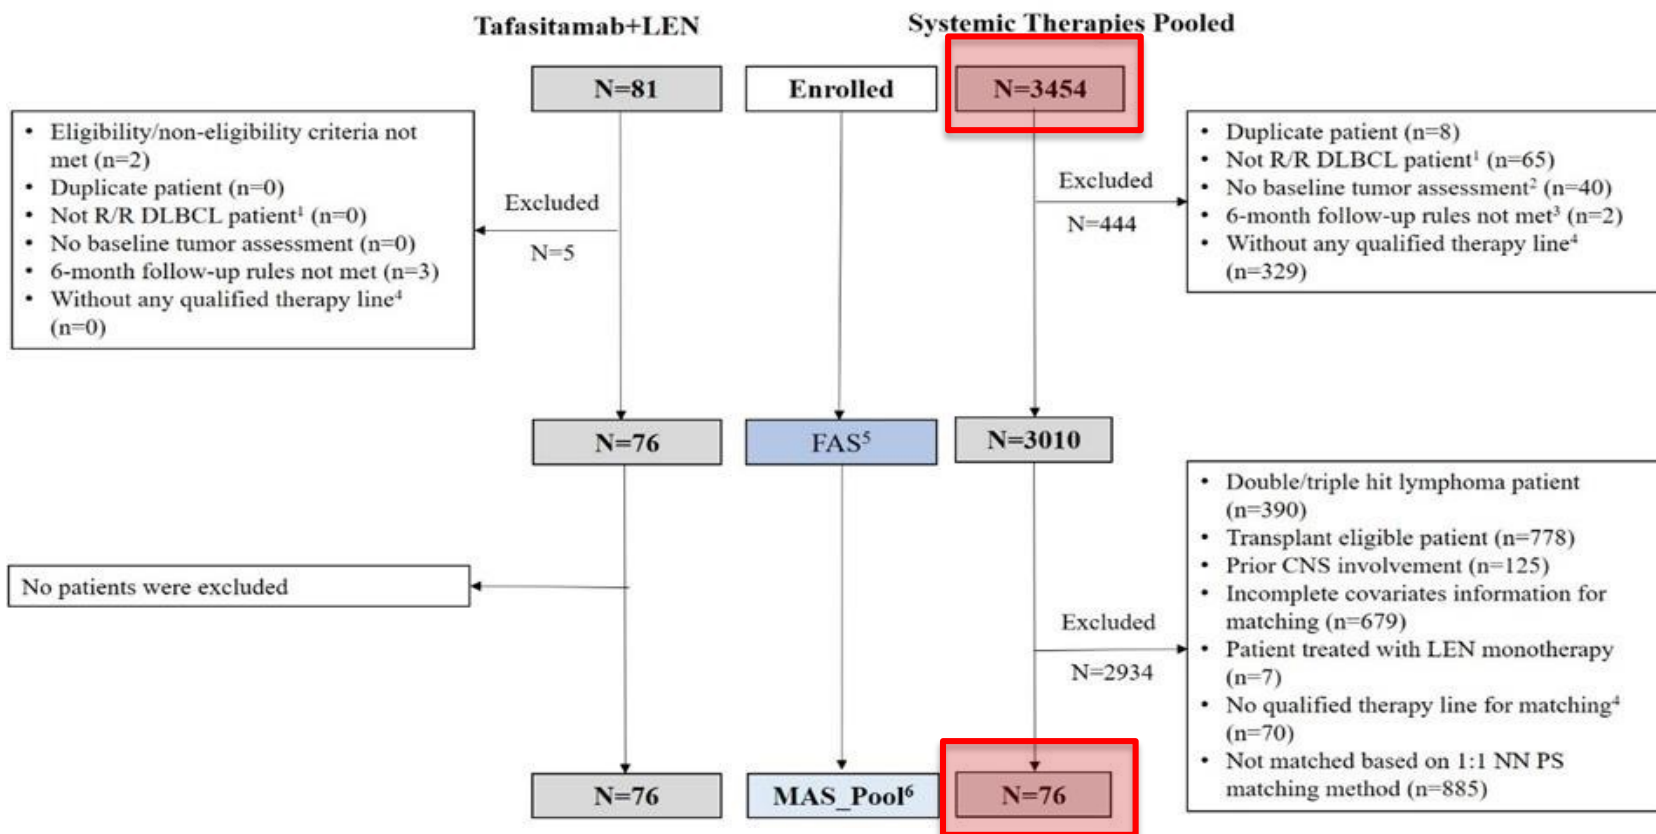 Tafasitamab+LEN
Systemic Therapies Pooled
N=81
Enrolled
N=3454
• Eligibility/non-eligibility criteria not
met (n=2)
• Duplicate patient (n=0)
• Not R/R DLBCL patient¹ (n=0)
• No baseline tumor assessment (n=0)
• 6-month follow-up rules not met (n=3)
• Without any qualified therapy line⁴
(n=0)
Excluded
N=5
Excluded
N=444
• Duplicate patient (n=8)
• Not R/R DLBCL patient¹ (n=65)
• No baseline tumor assessment² (n=40)
• 6-month follow-up rules not met³ (n=2)
• Without any qualified therapy line⁴
(n=329)
N=76
FAS⁵
N=3010
No patients were excluded
Excluded
N=2934
• Double/triple hit lymphoma patient
(n=390)
• Transplant eligible patient (n=778)
• Prior CNS involvement (n=125)
• Incomplete covariates information for
matching (n=679)
• Patient treated with LEN monotherapy
(n=7)
• No qualified therapy line for matching⁴
(n=70)
• Not matched based on 1:1 NN PS
matching method (n=885)
N=76
MAS_Pool⁶
N=76